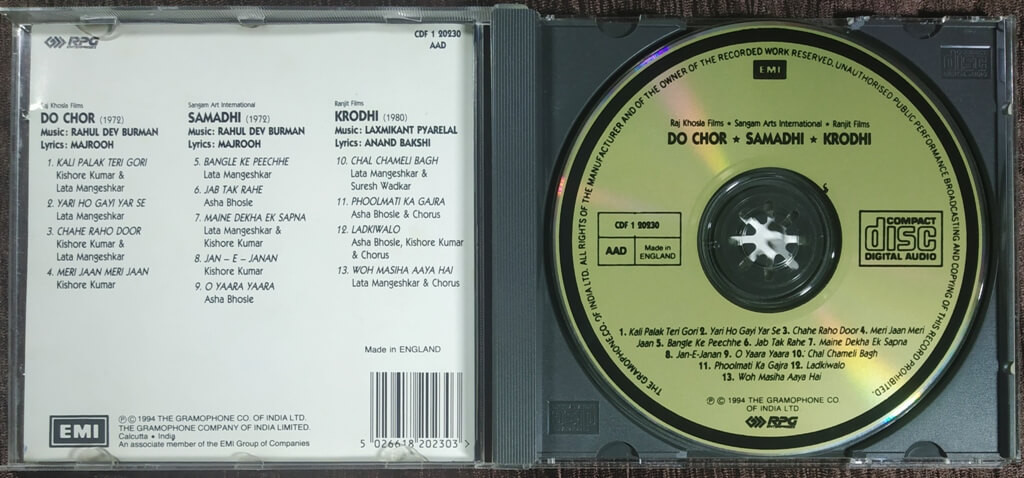 RPG
CDF 1 20230
AAD
Raj Khosla Films
DO CHOR (1972)
Music: RAHUL DEV BURMAN
Lyrics: MAJROOH
1. KALI PALAK TERI GORI
Kishore Kumar &
Lata Mangeshkar
2. YARI HO GAYI YAR SE
Lata Mangeshkar
3. CHAHE RAHO DOOR
Kishore Kumar &
Lata Mangeshkar
4. MERI JAAN MERI JAAN
Kishore Kumar
Sangam Art International
SAMADHI (1972)
Music: RAHUL DEV BURMAN
Lyrics: MAJROOH
5. BANGLE KE PEECHHE
Lata Mangeshkar
6. JAB TAK RAHE
Asha Bhosle
7. MAINE DEKHA EK SAPNA
Lata Mangeshkar &
Kishore Kumar
8. JAN - E - JANAN
Kishore Kumar
9. O YAARA YAARA
Asha Bhosle
Ranjit Films
KRODHI (1980)
Music: LAXMIKANT PYARELAL
Lyrics: ANAND BAKSHI
10. CHAL CHAMELI BAGH
Lata Mangeshkar &
Suresh Wadkar
11. PHOOLMATI KA GAJRA
Asha Bhosle & Chorus
12. LADKIWALO
Asha Bhosle, Kishore Kumar
& Chorus
13. WOH MASIHA AAYA HAI
Lata Mangeshkar & Chorus
Made in ENGLAND
EMI
℗ © 1994 THE GRAMOPHONE CO. OF INDIA LTD.
THE GRAMOPHONE COMPANY OF INDIA LIMITED.
Calcutta • India
An associate member of the EMI Group of Companies
5 026618 202303 >
THE GRAMOPHONE CO. OF INDIA LTD. ALL RIGHTS OF THE MANUFACTURER AND OF THE OWNER OF THE RECORDED WORK RESERVED. UNAUTHORISED PUBLIC PERFORMANCE BROADCASTING AND COPYING OF THIS RECORD PROHIBITED.
EMI
Raj Khosla Films • Sangam Arts International • Ranjit Films
DO CHOR ★ SAMADHI ★ KRODHI
CDF 1 20230
AAD
Made in
ENGLAND
COMPACT
disc
DIGITAL AUDIO
1. Kali Palak Teri Gori 2. Yari Ho Gayi Yar Se 3. Chahe Raho Door 4. Meri Jaan Meri
Jaan 5. Bangle Ke Peechhe 6. Jab Tak Rahe 7. Maine Dekha Ek Sapna
8. Jan-E-Janan 9. O Yaara Yaara 10. Chal Chameli Bagh
11. Phoolmati Ka Gajra 12. Ladkiwalo
13. Woh Masiha Aaya Hai
℗ © 1994 THE GRAMOPHONE CO.
OF INDIA LTD.
RPG